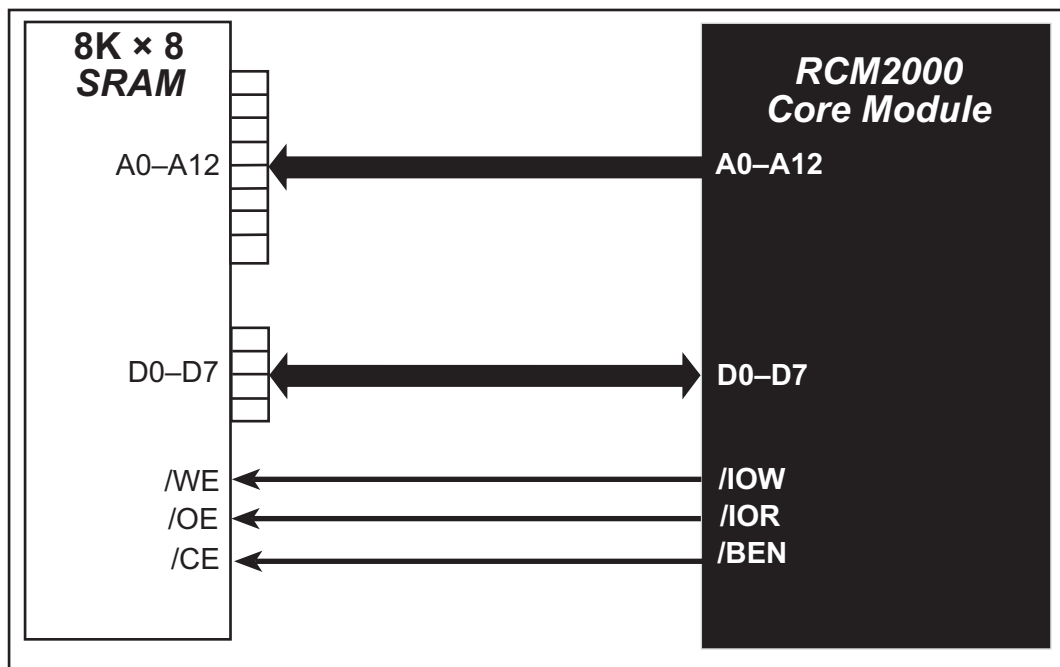 8K × 8
SRAM
RCM2000
Core Module
A0–A12
A0–A12
D0–D7
D0–D7
/WE
/IOW
/OE
/IOR
/CE
/BEN